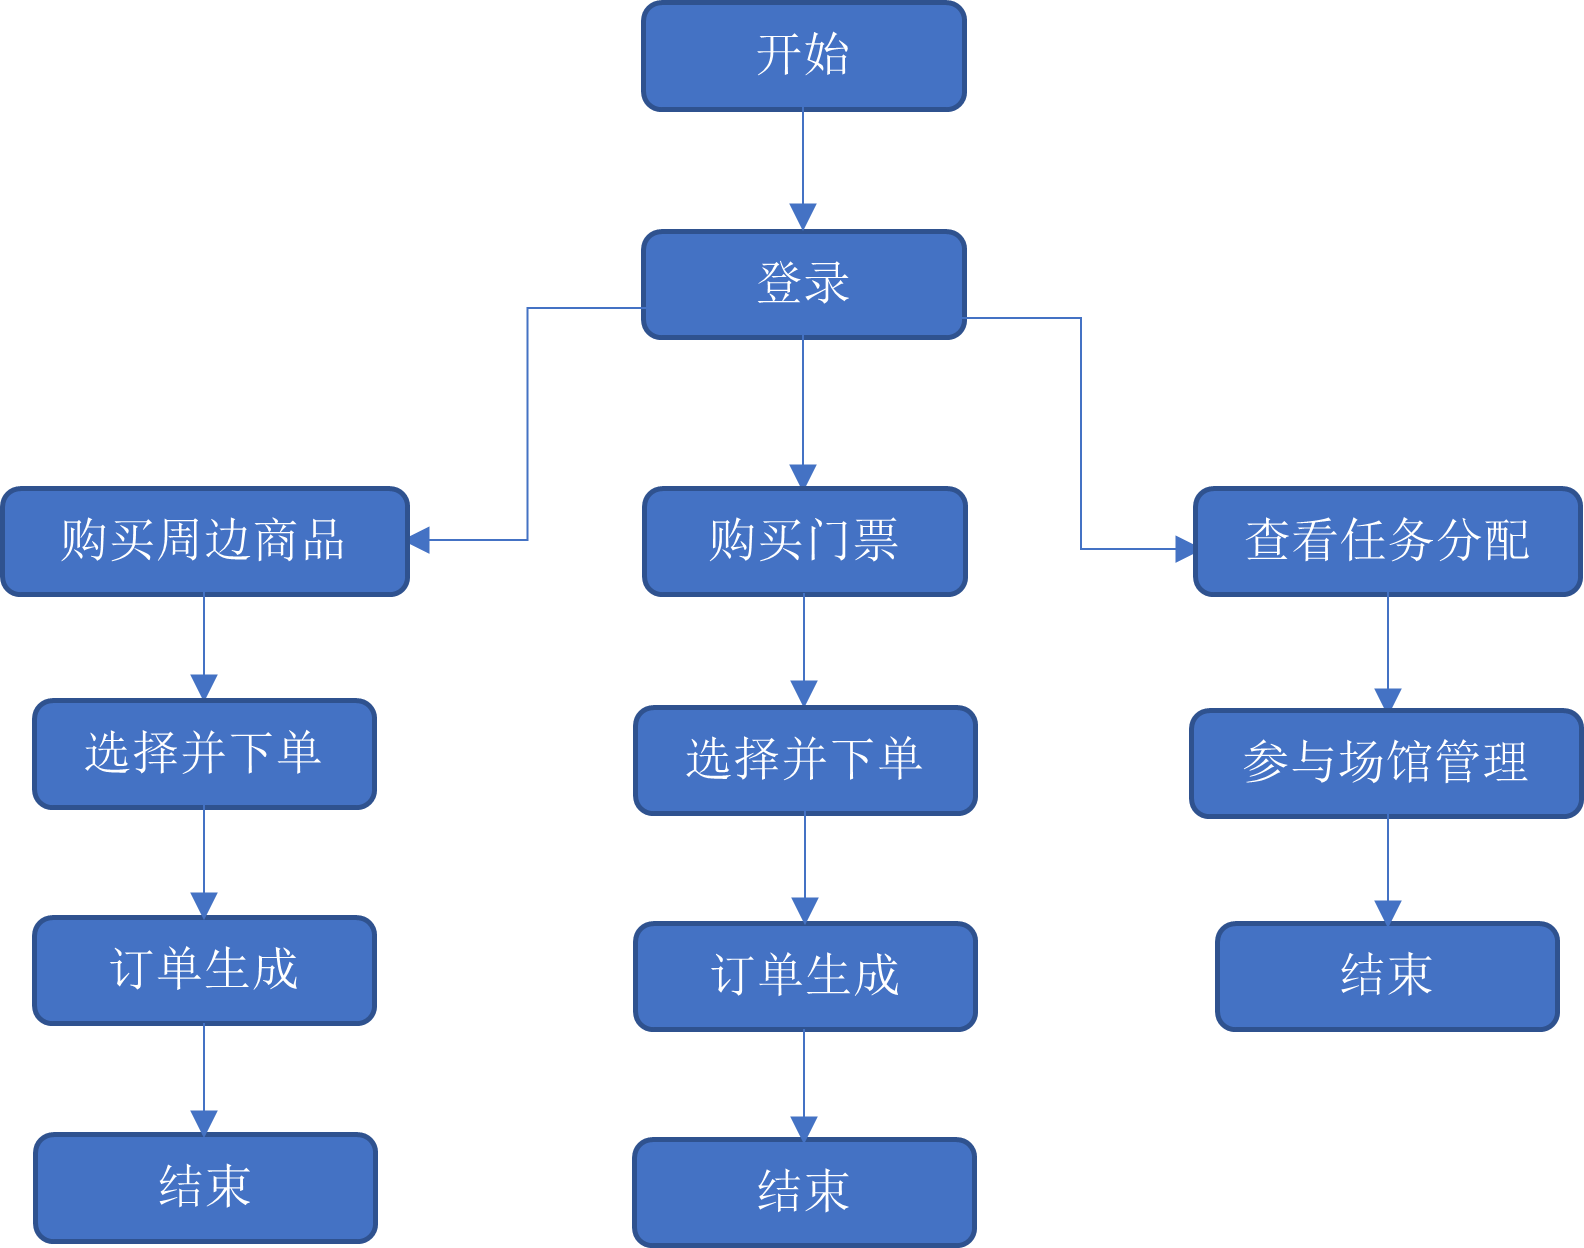 开始
登录
购买周边商品
购买门票
查看任务分配
选择并下单
选择并下单
参与场馆管理
订单生成
订单生成
结束
结束
结束